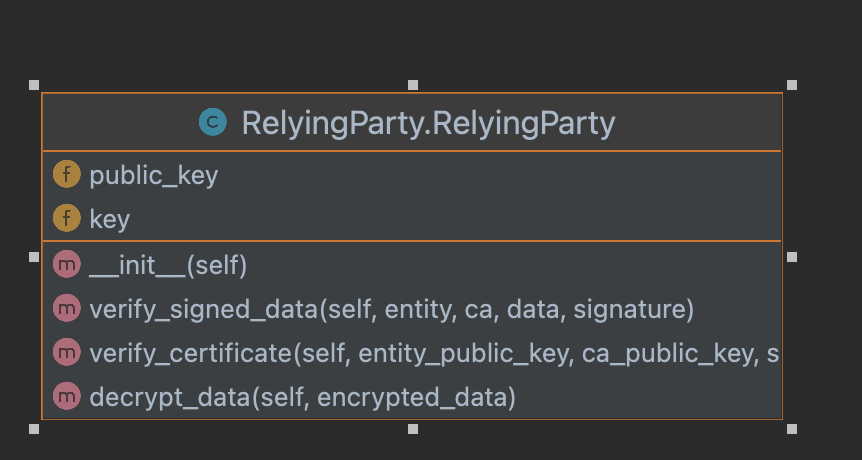 C RelyingParty.RelyingParty
f public_key
f key
m __init__(self)
m verify_signed_data(self, entity, ca, data, signature)
m verify_certificate(self, entity_public_key, ca_public_key, s
m decrypt_data(self, encrypted_data)